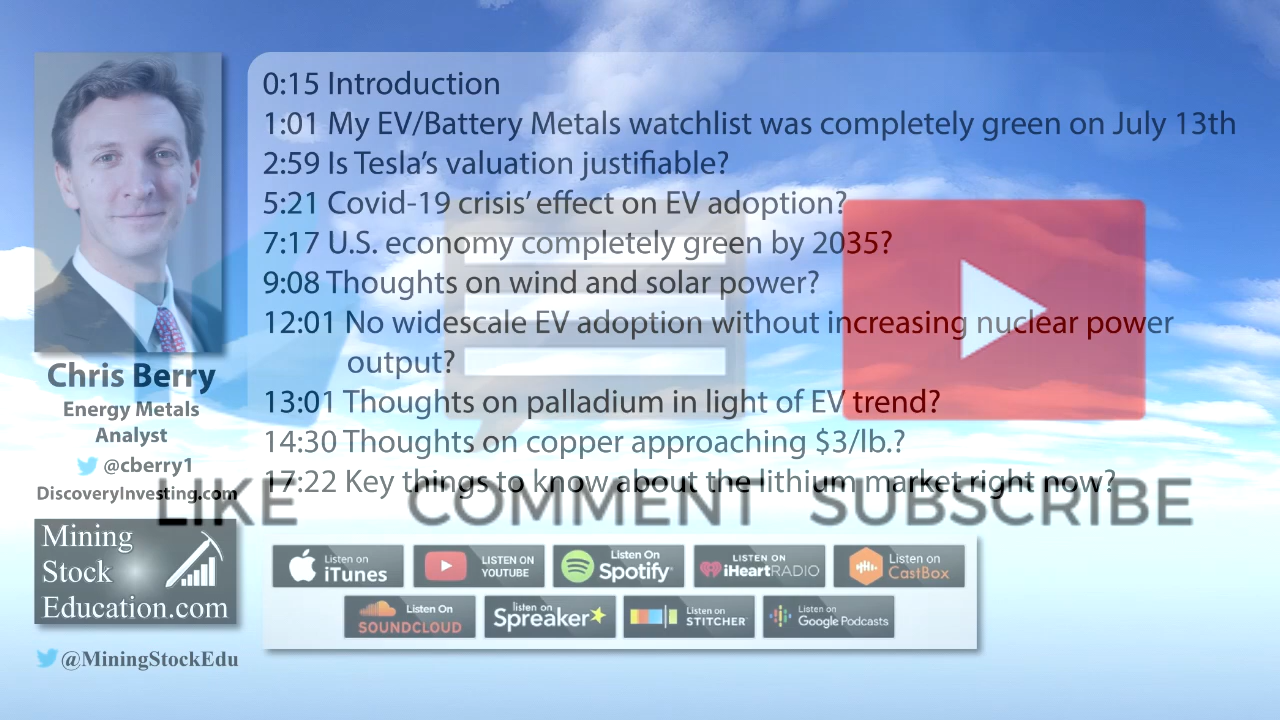 0:15 Introduction
1:01 My EV/Battery Metals watchlist was completely green on July 13th
2:59 Is Tesla's valuation justifiable?
5:21 Covid-19 crisis' effect on EV adoption?
7:17 U.S. economy completely green by 2035?
9:08 Thoughts on wind and solar power?
12:01 No widescale EV adoption without increasing nuclear power
output?
13:01 Thoughts on palladium in light of EV trend?
14:30 Thoughts on copper approaching $3/lb.?
17:22 Key things to know about the lithium market right now?
Chris Berry
Energy Metals
Analyst
@cberry1
DiscoveryInvesting.com
LIKE COMMENT SUBSCRIBE
Mining
Stock
Education.com
@MiningStockEdu
Listen on
iTunes
LISTEN ON
YOUTUBE
Listen On
Spotify
LISTEN ON
iHeartRADIO
Listen on
CastBox
Listen On
SOUNDCLOUD
listen on
Spreaker
Listen on
STITCHER
Listen on
Google Podcasts